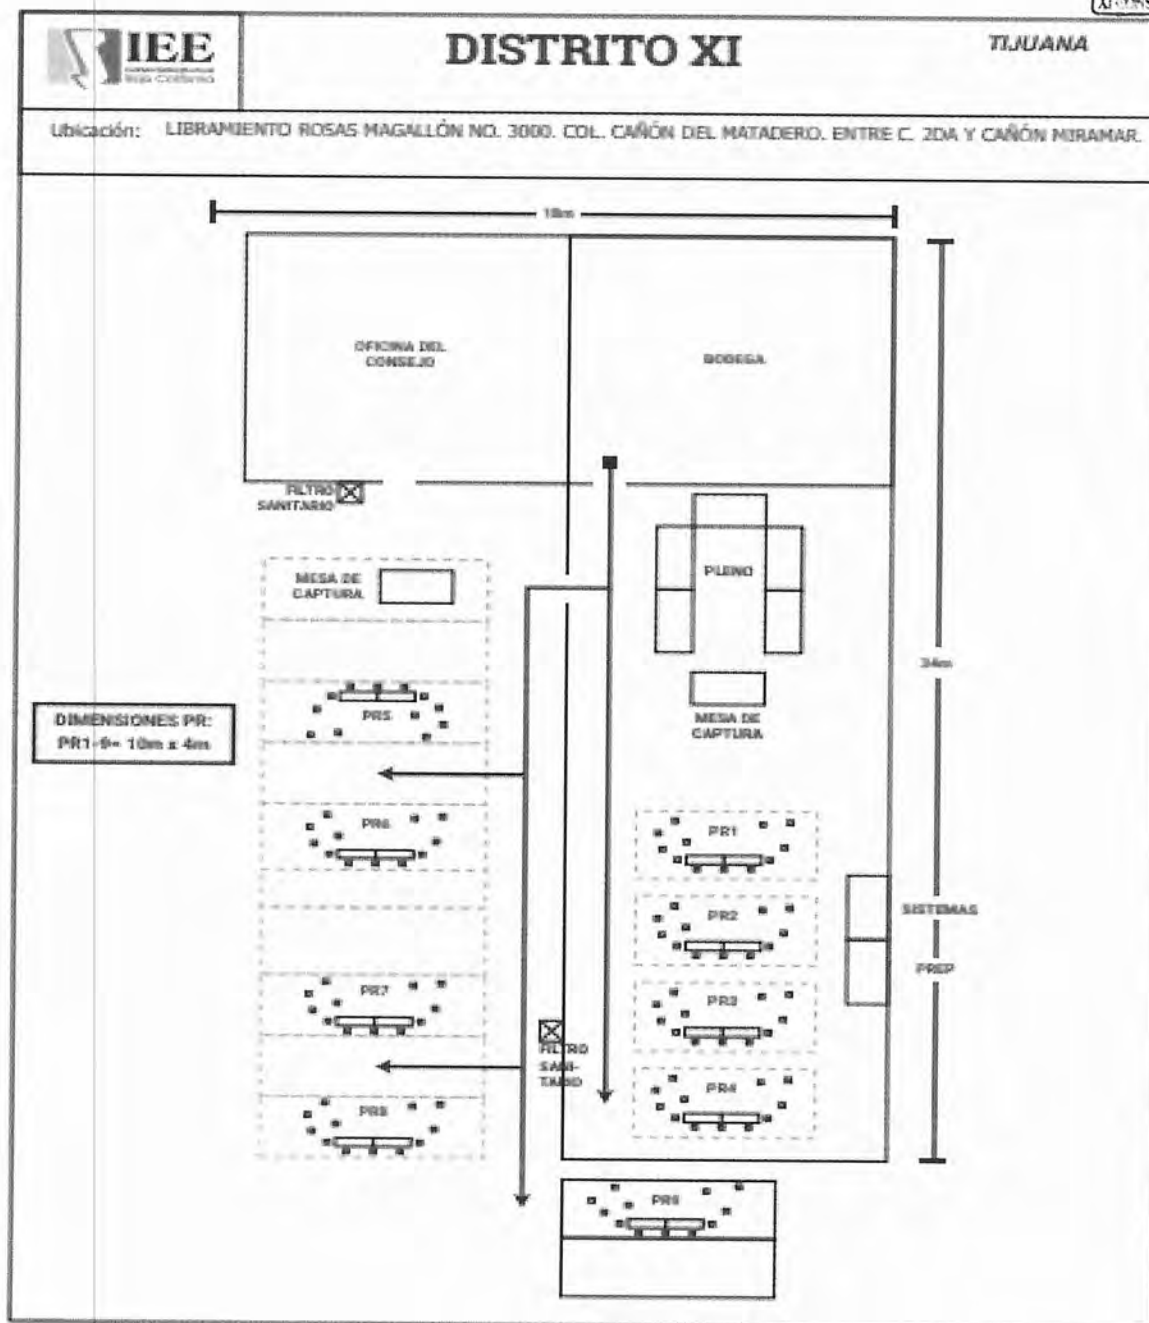 IEE
Baja California
DISTRITO XI
TIJUANA
Ubicación: LIBRAMIENTO ROSAS MAGALLÓN NO. 3000. COL. CAÑÓN DEL MATADERO. ENTRE C. 2DA Y CAÑÓN MIRAMAR.
18m
OFICINA DEL
CONSEJO
BODEGA
FILTRO
SANITARIO
MESA DE
CAPTURA
PLENO
34m
MESA DE
CAPTURA
DIMENSIONES PR:
PR1-9= 10m x 4m
PR5
PR6
PR1
PR2
SISTEMAS
PREP
PR7
PR3
FILTRO
SANI-
TARIO
PR4
PR8
PR9